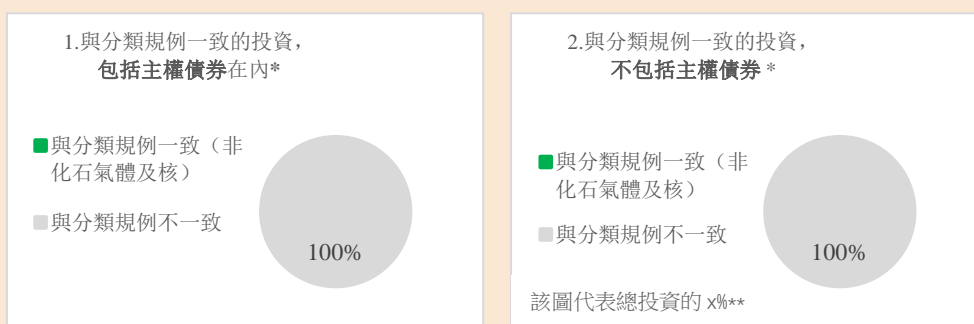 1.與分類規例一致的投資，
包括主權債券在內*
與分類規例一致（非
化石氣體及核）
與分類規例不一致
100%
2.與分類規例一致的投資，
不包括主權債券 *
與分類規例一致（非
化石氣體及核）
與分類規例不一致
100%
該圖代表總投資的 x%**